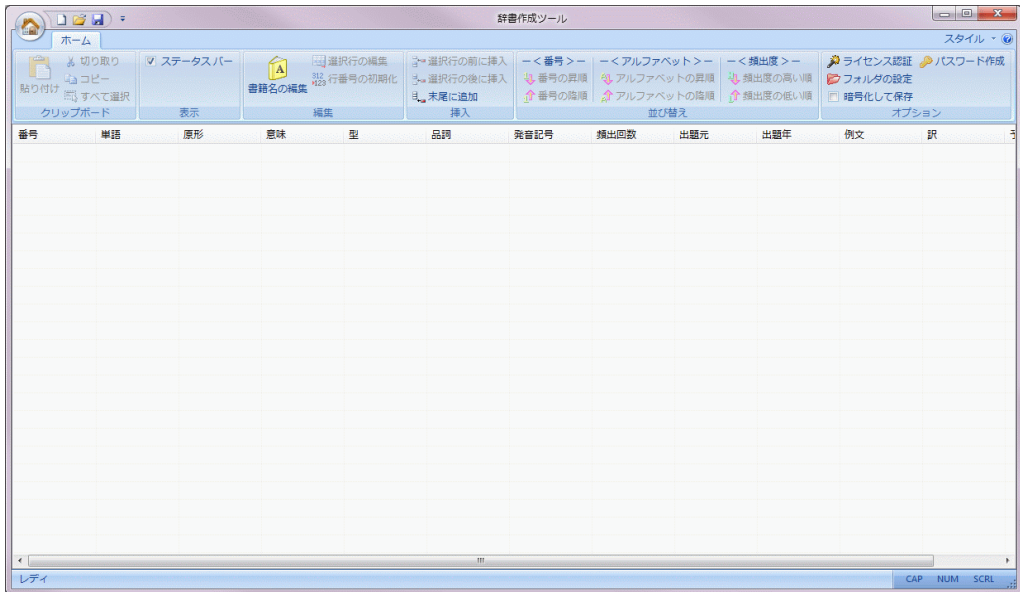 辞書作成ツール
ホーム
スタイル
貼り付け
切り取り
コピー
すべて選択
クリップボード
ステータス バー
表示
書籍名の編集
選択行の編集
行番号の初期化
編集
選択行の前に挿入
選択行の後に挿入
末尾に追加
挿入
－＜番号＞－
番号の昇順
番号の降順
－＜アルファベット＞－
アルファベットの昇順
アルファベットの降順
－＜頻出度＞－
頻出度の高い順
頻出度の低い順
並び替え
ライセンス認証
パスワード作成
フォルダの設定
暗号化して保存
オプション
番号 単語 原形 意味 型 品詞 発音記号 頻出回数 出題元 出題年 例文 訳
レディ
CAP NUM SCRL